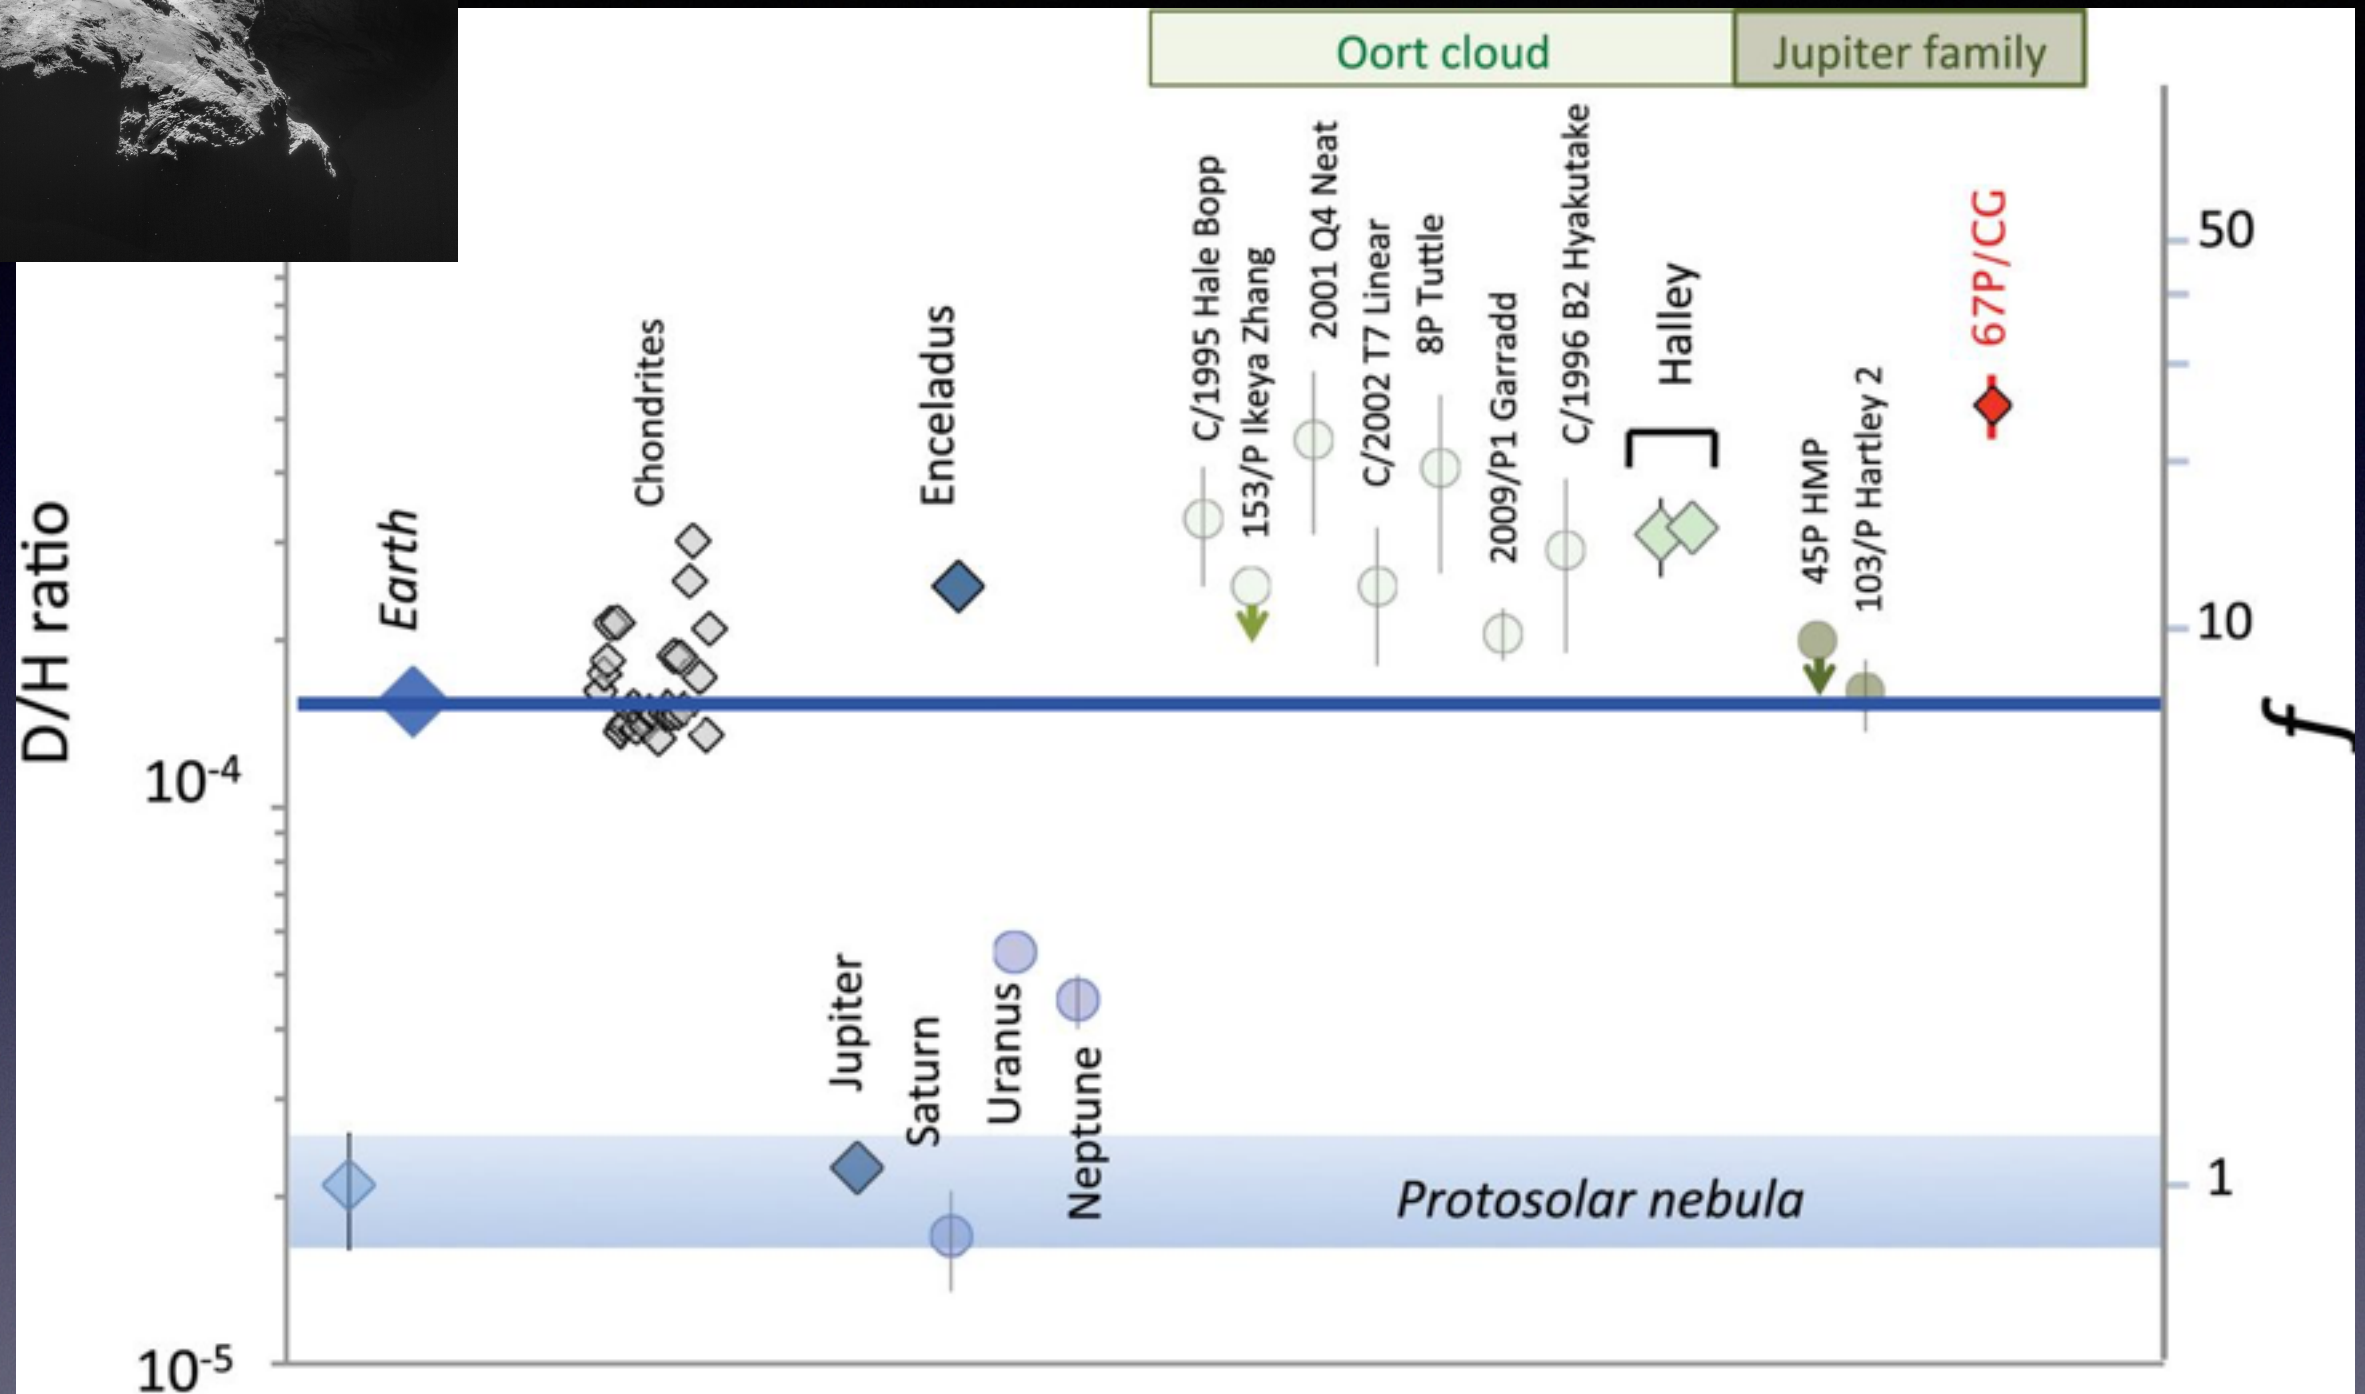 Oort cloud
Jupiter family
D/H ratio
10-4
10-5
Earth
Chondrites
Enceladus
C/1995 Hale Bopp
153/P Ikeya Zhang
2001 Q4 Neat
C/2002 T7 Linear
8P Tuttle
2009/P1 Garradd
C/1996 B2 Hyakutake
Halley
45P HMP
103/P Hartley 2
67P/CG
50
10
1
f
Jupiter
Saturn
Uranus
Neptune
Protosolar nebula